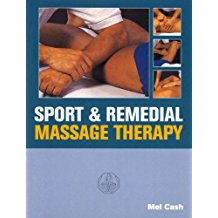 SPORT & REMEDIAL
MASSAGE THERAPY
Mel Cash